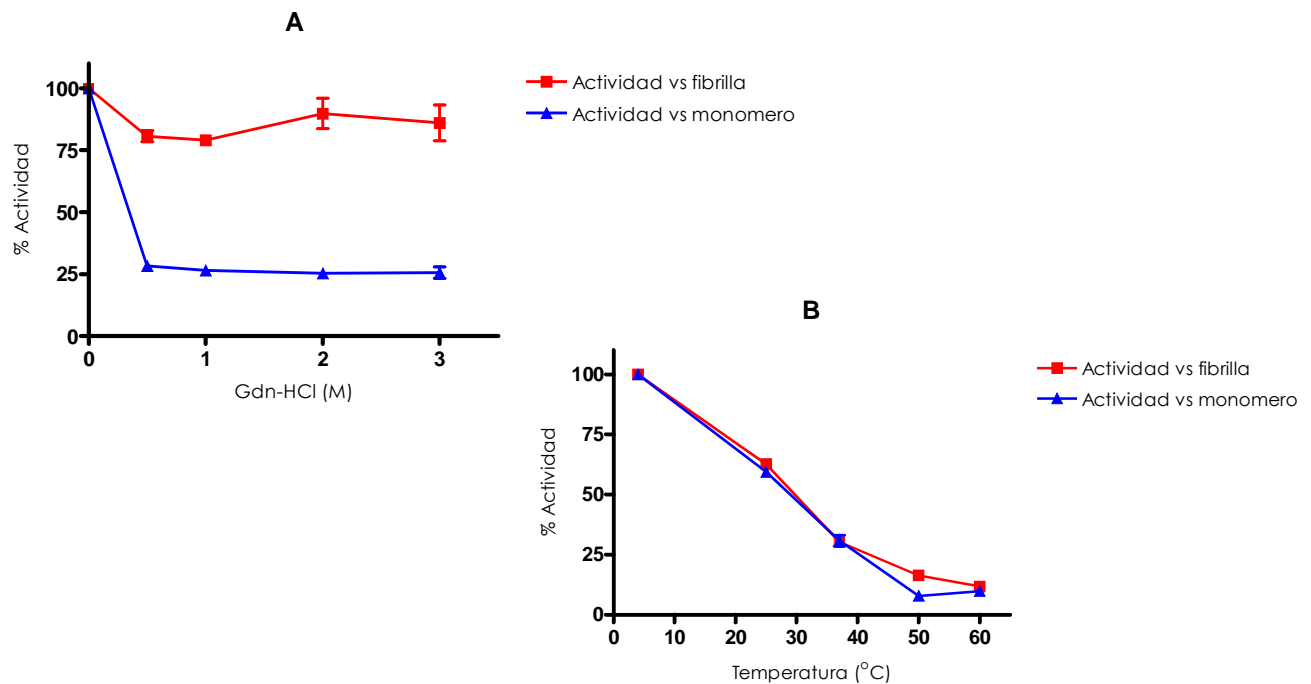 A
Actividad vs fibrilla
Actividad vs monomero
% Actividad
100
75
50
25
0
0 1 2 3
Gdn-HCl (M)
B
Actividad vs fibrilla
Actividad vs monomero
% Actividad
100
75
50
25
0
0 10 20 30 40 50 60
Temperatura (°C)